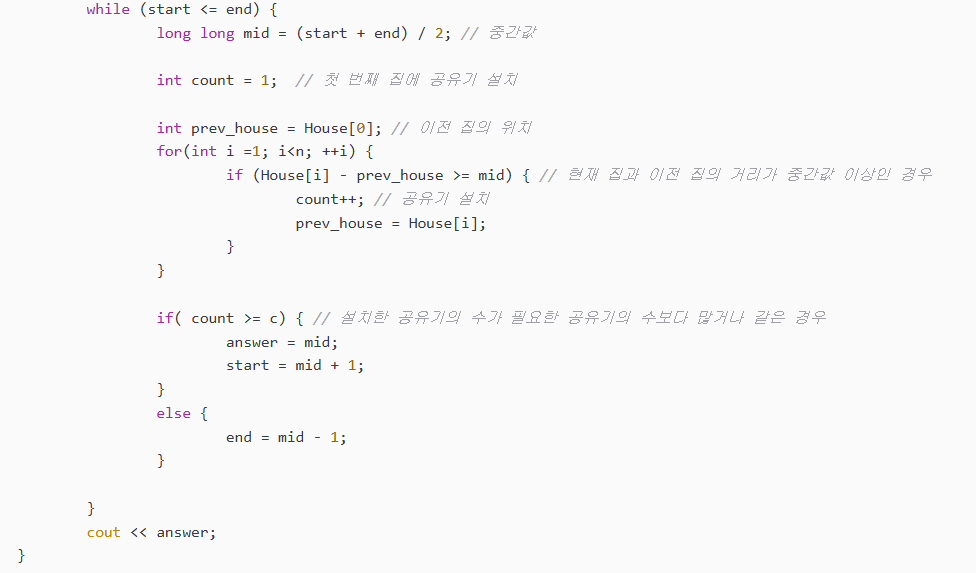 while (start <= end) {
long long mid = (start + end) / 2; // 중간값
int count = 1;  // 첫 번째 집에 공유기 설치
int prev_house = House[0]; // 이전 집의 위치
for(int i =1; i<n; ++i) {
if (House[i] - prev_house >= mid) { // 현재 집과 이전 집의 거리가 중간값 이상인 경우
count++; // 공유기 설치
prev_house = House[i];
}
}
if( count >= c) { // 설치한 공유기의 수가 필요한 공유기의 수보다 많거나 같은 경우
answer = mid;
start = mid + 1;
}
else {
end = mid - 1;
}
}
cout << answer;
}